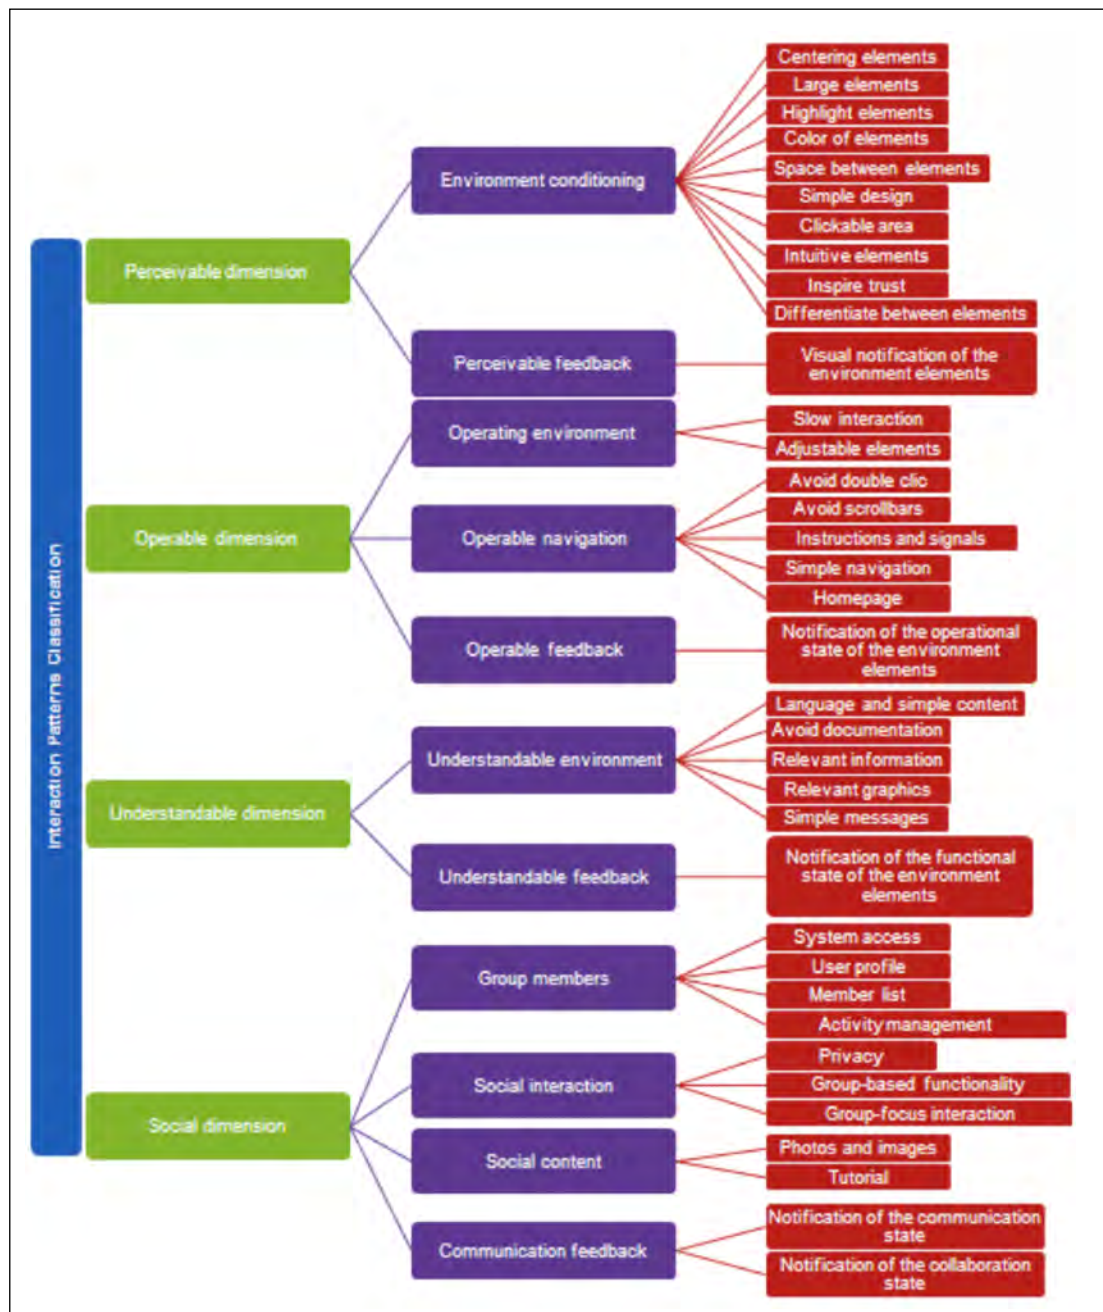 Interaction Patterns Classification
Perceivable dimension
Environment conditioning
Centering elements
Large elements
Highlight elements
Color of elements
Space between elements
Simple design
Clickable area
Intuitive elements
Inspire trust
Differentiate between elements
Perceivable feedback
Visual notification of the
environment elements
Operable dimension
Operating environment
Slow interaction
Adjustable elements
Operable navigation
Avoid double clic
Avoid scrollbars
Instructions and signals
Simple navigation
Homepage
Operable feedback
Notification of the operational
state of the environment
elements
Understandable dimension
Understandable environment
Language and simple content
Avoid documentation
Relevant information
Relevant graphics
Simple messages
Understandable feedback
Notification of the functional
state of the environment
elements
Social dimension
Group members
System access
User profile
Member list
Activity management
Social interaction
Privacy
Group-based functionality
Group-focus interaction
Social content
Photos and images
Tutorial
Communication feedback
Notification of the communication
state
Notification of the collaboration
state